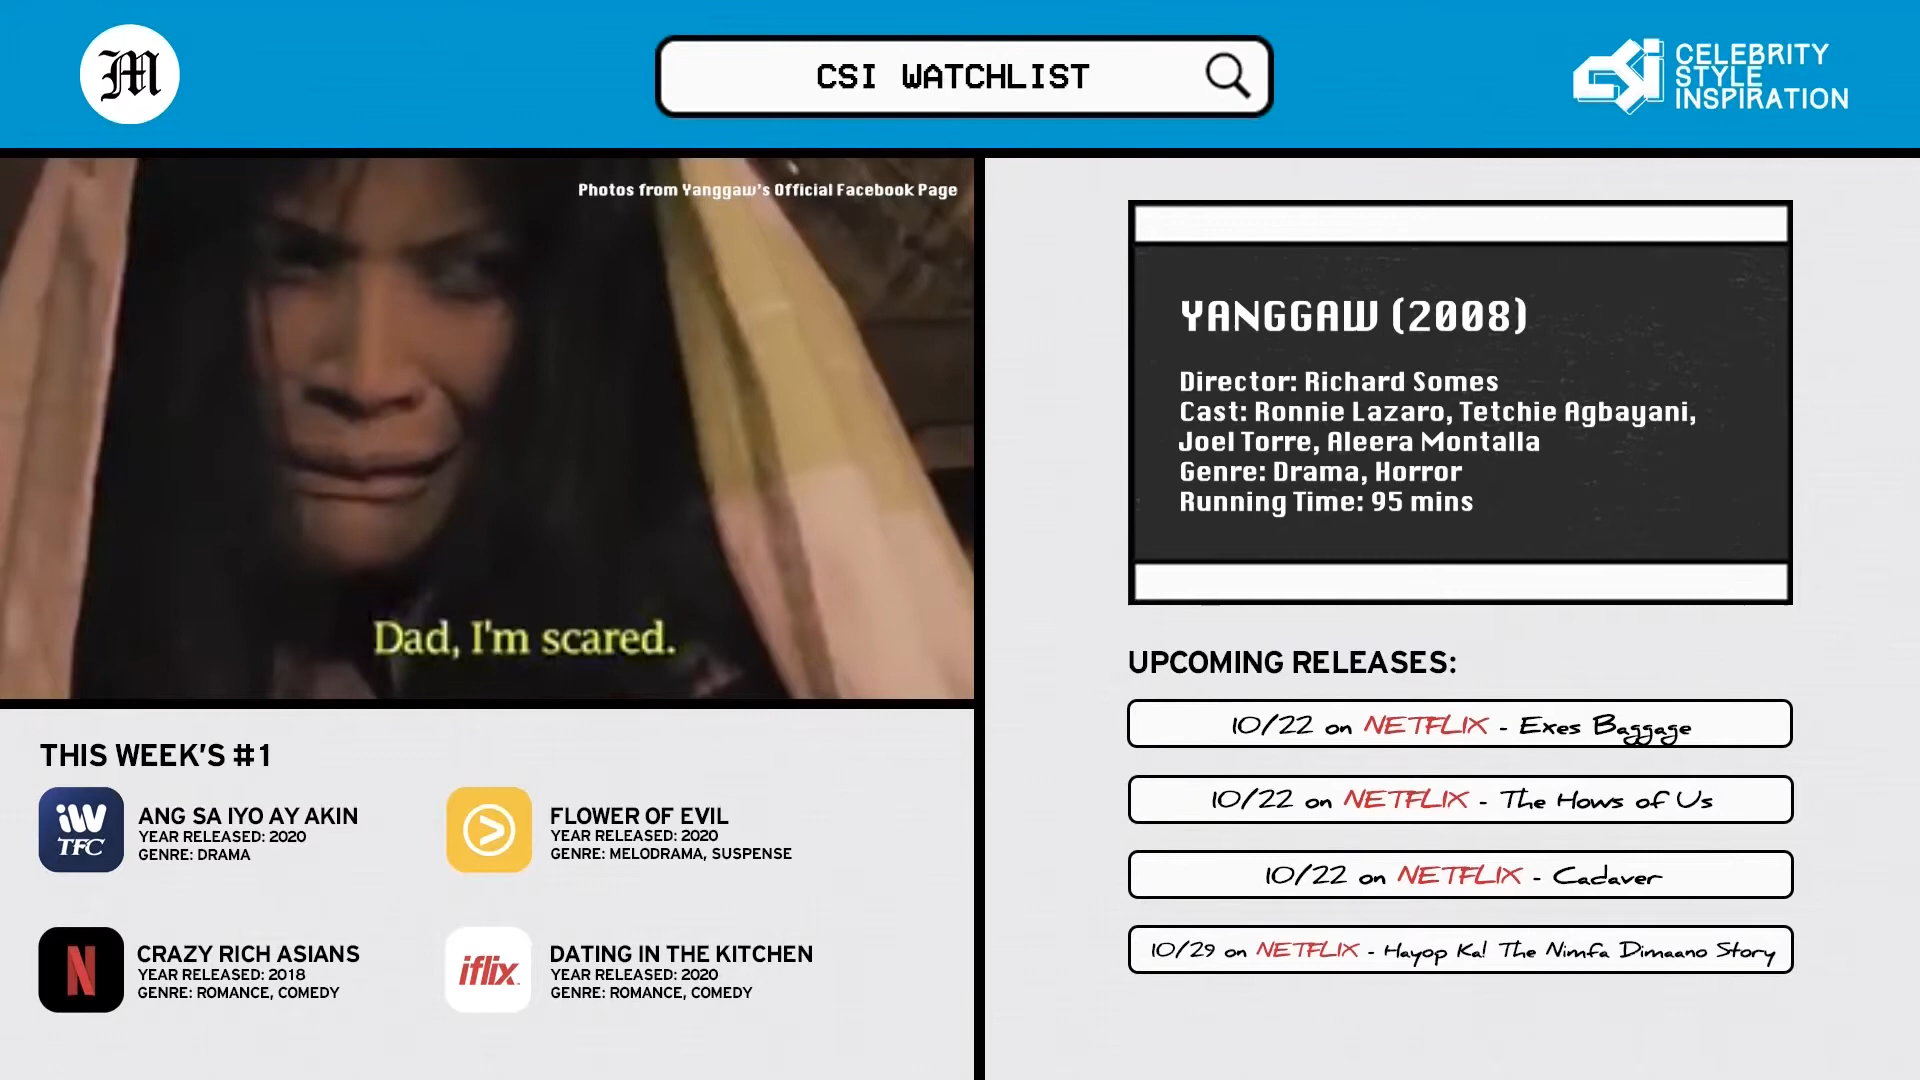 M
CSI WATCHLIST
CSI
CELEBRITY
STYLE
INSPIRATION
Photos from Yanggaw's Official Facebook Page
Dad, I'm scared.
YANGGAW (2008)
Director: Richard Somes
Cast: Ronnie Lazaro, Tetchie Agbayani,
Joel Torre, Aleera Montalla
Genre: Drama, Horror
Running Time: 95 mins
THIS WEEK'S #1
iW
TFC
ANG SA IYO AY AKIN
YEAR RELEASED: 2020
GENRE: DRAMA
FLOWER OF EVIL
YEAR RELEASED: 2020
GENRE: MELODRAMA, SUSPENSE
N
CRAZY RICH ASIANS
YEAR RELEASED: 2018
GENRE: ROMANCE, COMEDY
iflix
DATING IN THE KITCHEN
YEAR RELEASED: 2020
GENRE: ROMANCE, COMEDY
UPCOMING RELEASES:
10/22 on NETFLIX - Exes Baggage
10/22 on NETFLIX - The Hows of Us
10/22 on NETFLIX - Cadaver
10/29 on NETFLIX - Hayop Ka! The Nimfa Dimaano Story